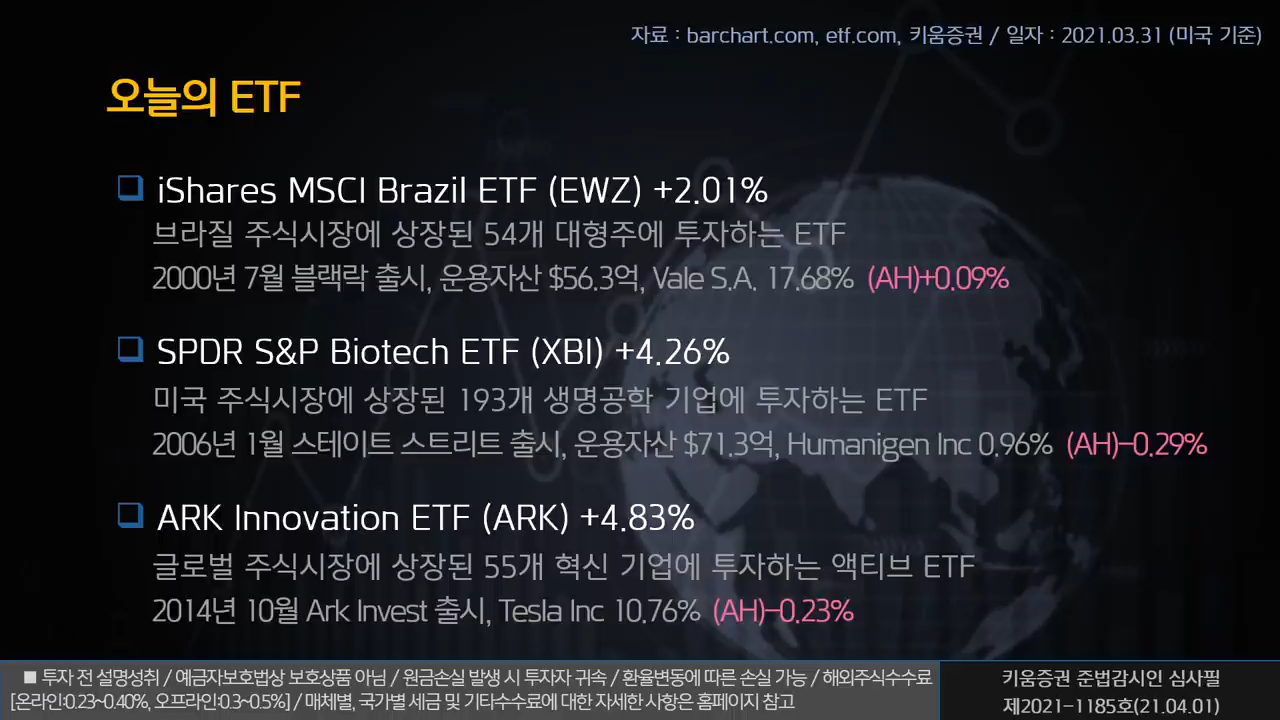 자료 : barchart.com, etf.com, 키움증권 / 일자 : 2021.03.31 (미국 기준)
오늘의 ETF
❑ iShares MSCI Brazil ETF (EWZ) +2.01%
브라질 주식시장에 상장된 54개 대형주에 투자하는 ETF
2000년 7월 블랙락 출시, 운용자산 $56.3억, Vale S.A. 17.68% (AH)+0.09%
❑ SPDR S&P Biotech ETF (XBI) +4.26%
미국 주식시장에 상장된 193개 생명공학 기업에 투자하는 ETF
2006년 1월 스테이트 스트리트 출시, 운용자산 $71.3억, Humanigen Inc 0.96% (AH)-0.29%
❑ ARK Innovation ETF (ARK) +4.83%
글로벌 주식시장에 상장된 55개 혁신 기업에 투자하는 액티브 ETF
2014년 10월 Ark Invest 출시, Tesla Inc 10.76% (AH)-0.23%
■ 투자 전 설명성취 / 예금자보호법상 보호상품 아님 / 원금손실 발생 시 투자자 귀속 / 환율변동에 따른 손실 가능 / 해외주식수수료
[온라인:0.23~0.40%, 오프라인:0.3~0.5%] / 매체별, 국가별 세금 및 기타수수료에 대한 자세한 사항은 홈페이지 참고
키움증권 준법감시인 심사필
제2021-1185호(21.04.01)